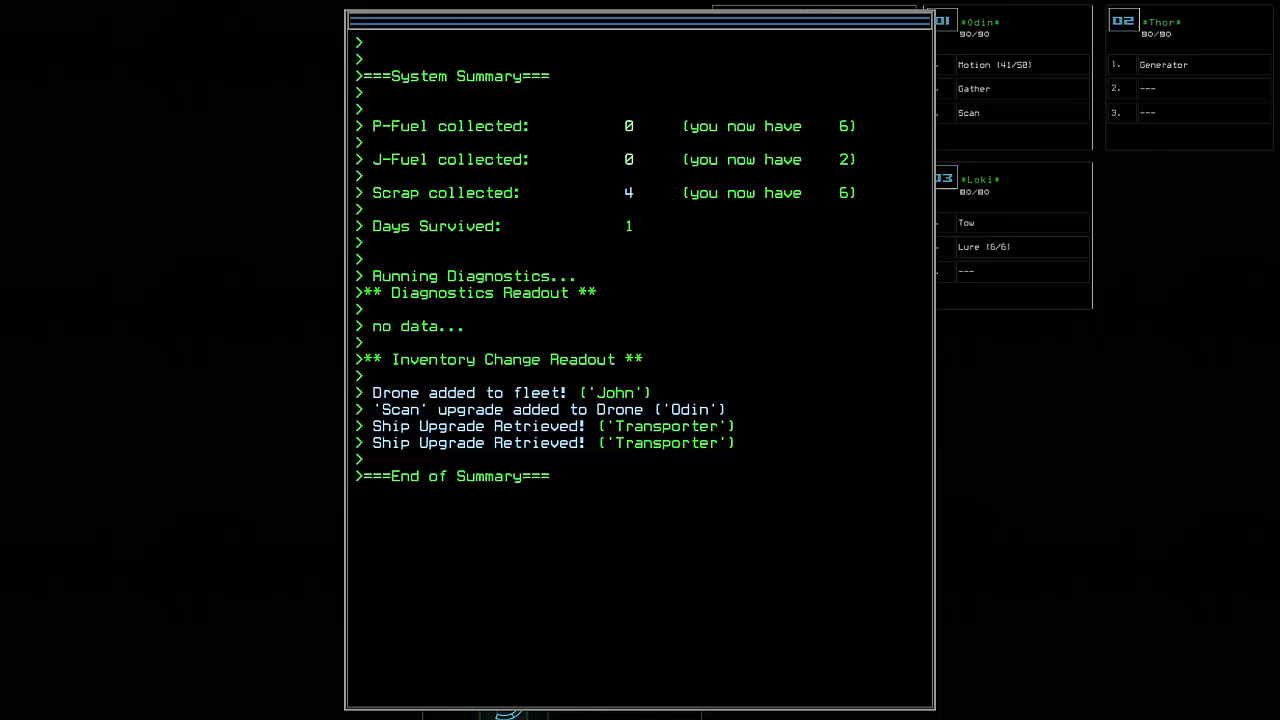 >
>
>===System Summary===
>
>
> P-Fuel collected: 0 (you now have 6)
>
> J-Fuel collected: 0 (you now have 2)
>
> Scrap collected: 4 (you now have 6)
>
> Days Survived: 1
>
>
> Running Diagnostics...
>** Diagnostics Readout **
>
> no data...
>
>** Inventory Change Readout **
>
> Drone added to fleet! ('John')
> 'Scan' upgrade added to Drone ('Odin')
> Ship Upgrade Retrieved! ('Transporter')
> Ship Upgrade Retrieved! ('Transporter')
>
>===End of Summary===
01 *Odin*
90/90
Motion (41/50)
Gather
Scan
02 *Thor*
90/90
1. Generator
2. ---
3. ---
03 *Loki*
80/80
Tow
Lure (6/6)
---